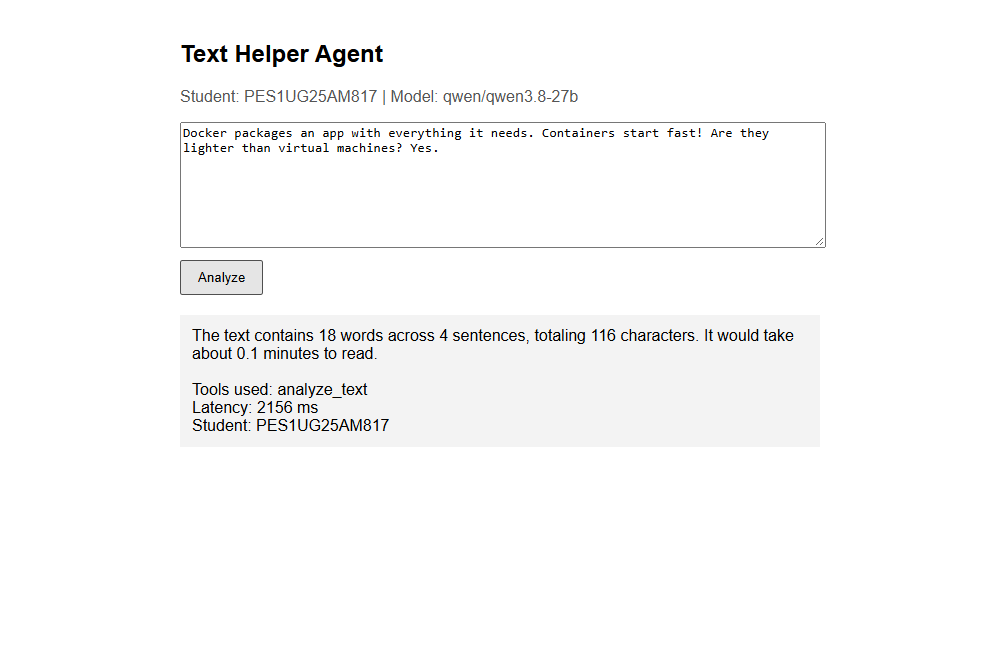 Text Helper Agent
Student: PES1UG25AM817 | Model: qwen/qwen3.8-27b
Docker packages an app with everything it needs. Containers start fast! Are they
lighter than virtual machines? Yes.
Analyze
The text contains 18 words across 4 sentences, totaling 116 characters. It would take
about 0.1 minutes to read.
Tools used: analyze_text
Latency: 2156 ms
Student: PES1UG25AM817